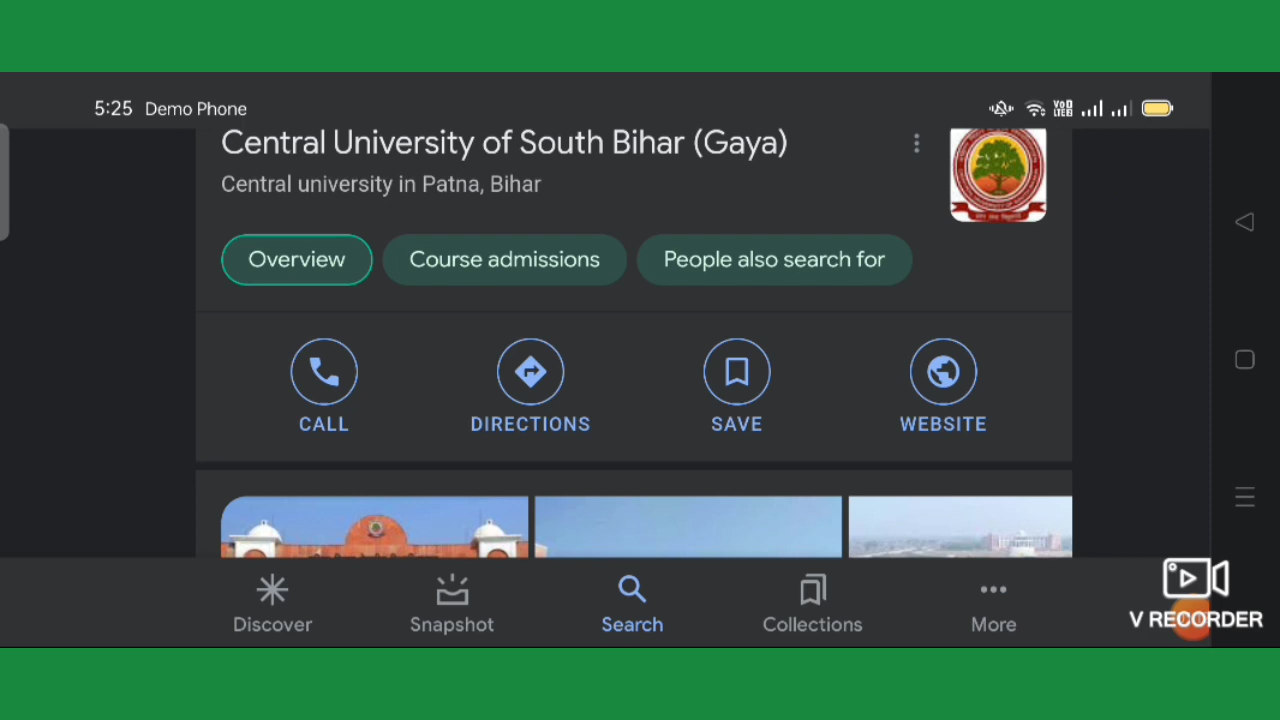 5:25 Demo Phone
Central University of South Bihar (Gaya)
Central university in Patna, Bihar
Overview Course admissions People also search for
CALL DIRECTIONS SAVE WEBSITE
Discover Snapshot Search Collections More
V RECORDER